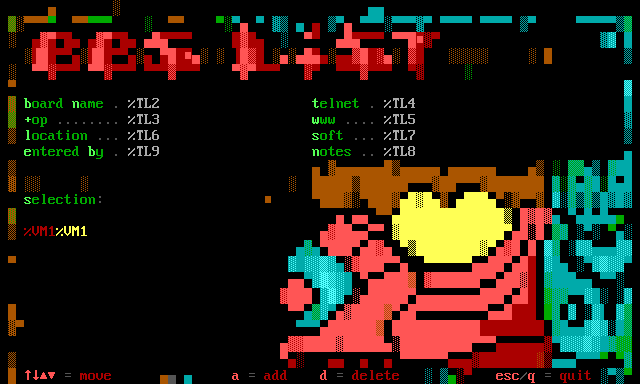 BBS LIST
board name . %TL2 telnet . %TL4
+op ........ %TL3 www .... %TL5
location ... %TL6 soft ... %TL7
entered by . %TL9 notes .. %TL8
selection:
%VM1%VM1
↑↓▲▼ = move a = add d = delete esc/q = quit